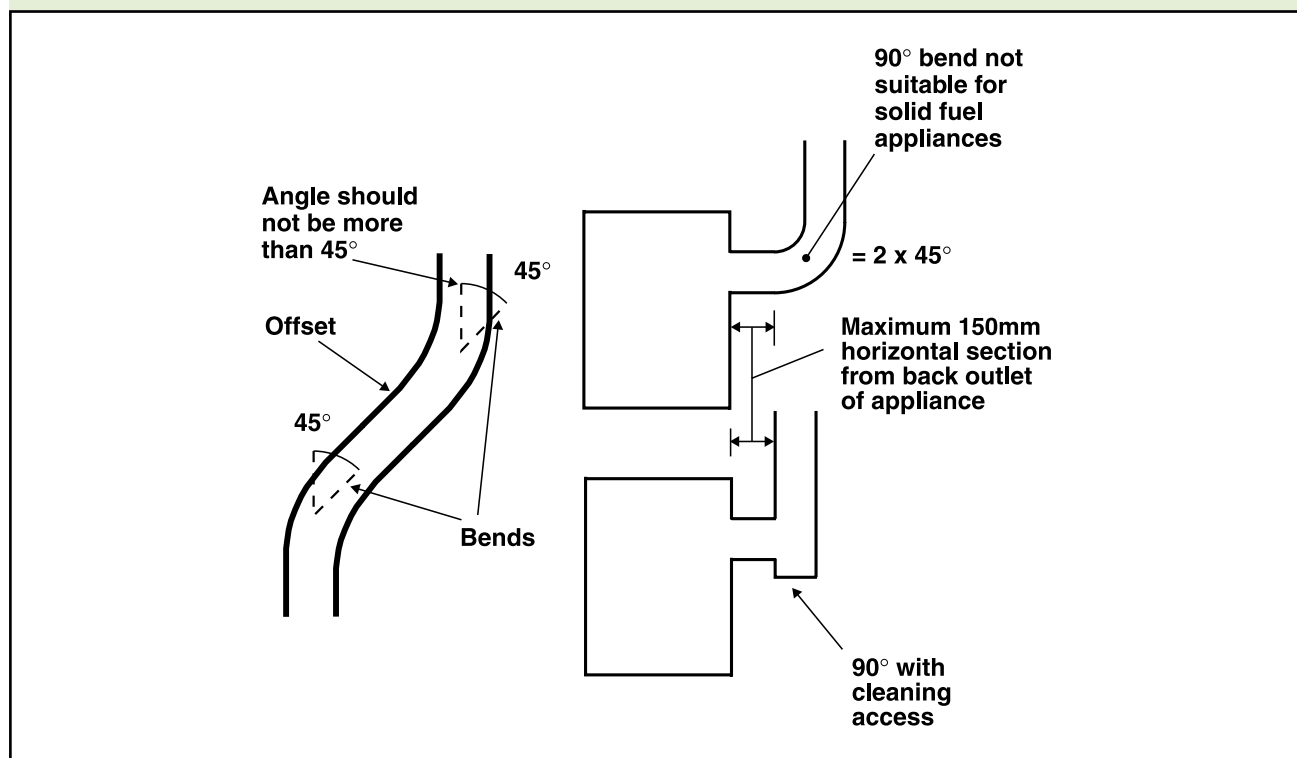 Angle should
not be more
than 45°
45°
Offset
45°
Bends
90° bend not
suitable for
solid fuel
appliances
= 2 x 45°
Maximum 150mm
horizontal section
from back outlet
of appliance
90° with
cleaning
access